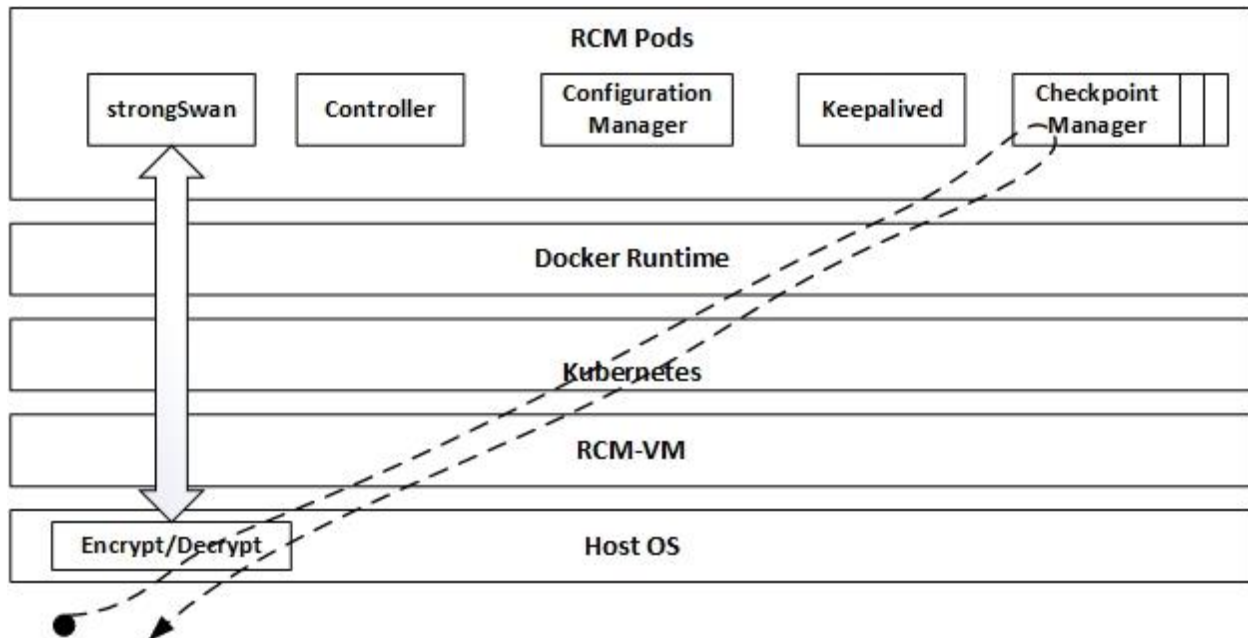 RCM Pods
strongSwan
Controller
Configuration
Manager
Keepalived
Checkpoint
Manager
Docker Runtime
Kubernetes
RCM-VM
Encrypt/Decrypt
Host OS